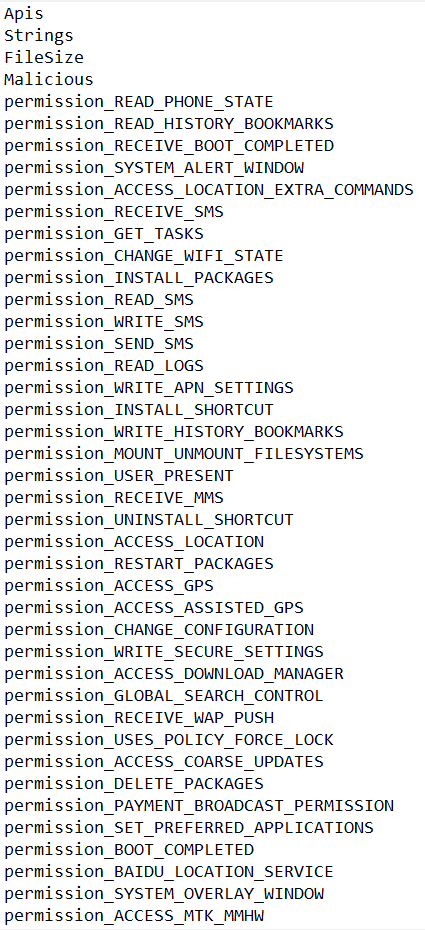 Apis
Strings
FileSize
Malicious
permission_READ_PHONE_STATE
permission_READ_HISTORY_BOOKMARKS
permission_RECEIVE_BOOT_COMPLETED
permission_SYSTEM_ALERT_WINDOW
permission_ACCESS_LOCATION_EXTRA_COMMANDS
permission_RECEIVE_SMS
permission_GET_TASKS
permission_CHANGE_WIFI_STATE
permission_INSTALL_PACKAGES
permission_READ_SMS
permission_WRITE_SMS
permission_SEND_SMS
permission_READ_LOGS
permission_WRITE_APN_SETTINGS
permission_INSTALL_SHORTCUT
permission_WRITE_HISTORY_BOOKMARKS
permission_MOUNT_UNMOUNT_FILESYSTEMS
permission_USER_PRESENT
permission_RECEIVE_MMS
permission_UNINSTALL_SHORTCUT
permission_ACCESS_LOCATION
permission_RESTART_PACKAGES
permission_ACCESS_GPS
permission_ACCESS_ASSISTED_GPS
permission_CHANGE_CONFIGURATION
permission_WRITE_SECURE_SETTINGS
permission_ACCESS_DOWNLOAD_MANAGER
permission_GLOBAL_SEARCH_CONTROL
permission_RECEIVE_WAP_PUSH
permission_USES_POLICY_FORCE_LOCK
permission_ACCESS_COARSE_UPDATES
permission_DELETE_PACKAGES
permission_PAYMENT_BROADCAST_PERMISSION
permission_SET_PREFERRED_APPLICATIONS
permission_BOOT_COMPLETED
permission_BAIDU_LOCATION_SERVICE
permission_SYSTEM_OVERLAY_WINDOW
permission_ACCESS_MTK_MMHW